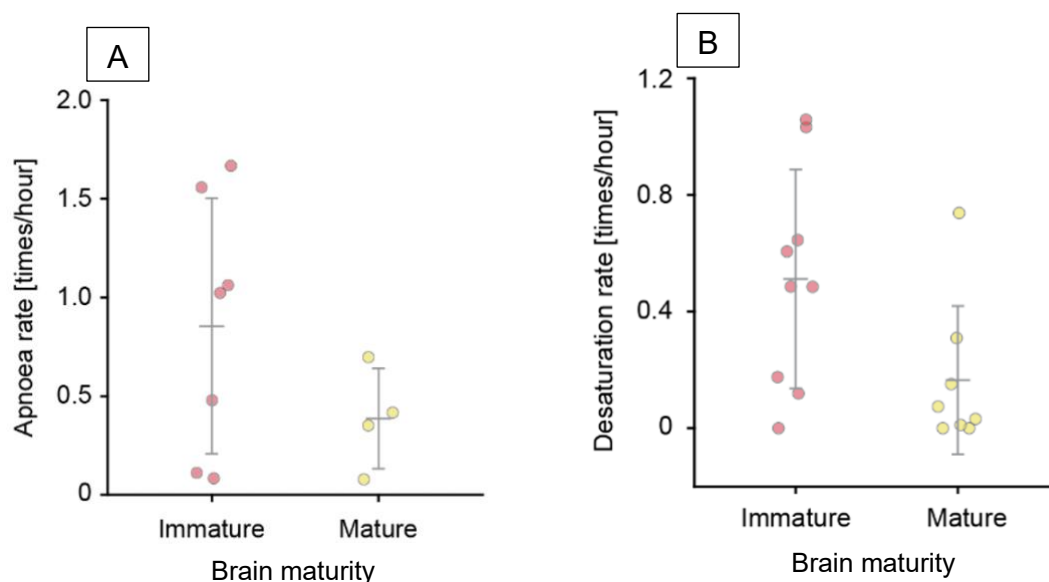 A
Apnoea rate [times/hour]
2.0
1.5
1.0
0.5
0
Immature
Mature
Brain maturity
B
Desaturation rate [times/hour]
1.2
0.8
0.4
0
Immature
Mature
Brain maturity